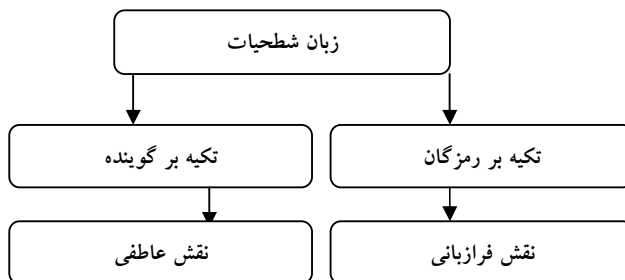 زبان شطحیات
تکیه بر رمزگان
تکیه بر گوینده
نقش فرازبانی
نقش عاطفی